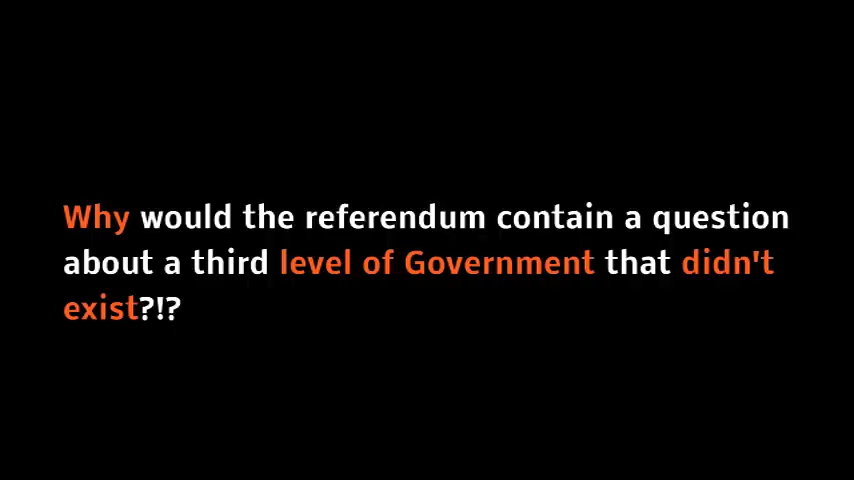 Why would the referendum contain a question
about a third level of Government that didn't
exist?!?